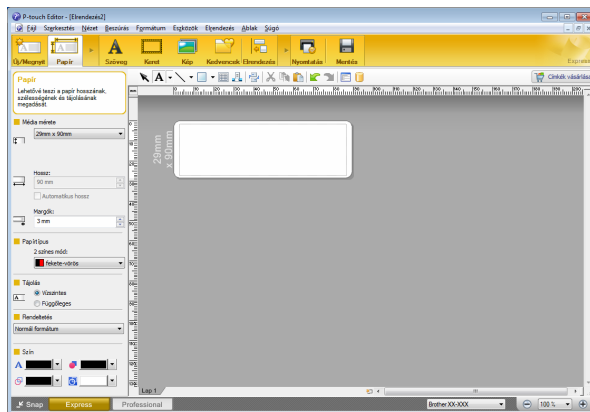 P-touch Editor - [Elrendezés2]
Fájl Szerkesztés Nézet Beszúrás Formátum Eszközök Elrendezés Ablak Súgó
Új/Megnyit Papír Szöveg Keret Kép Kedvencek Elrendezés Nyomtatás Mentés
Express
Papír
Lehetővé teszi a papír hosszának, szélességének és tájolásának megadását.
Címkék vásárlása
Média mérete
29mm x 90mm
29mm
x 90mm
Hossz:
90 mm
Automatikus hossz
Margók:
3 mm
Papírtípus
2 színes mód:
fekete-vörös
Tájolás
Vízszintes
Függőleges
Rendeltetés
Normál formátum
Szín
Lap 1
Snap Express Professional
Brother XX-XXX
100 %